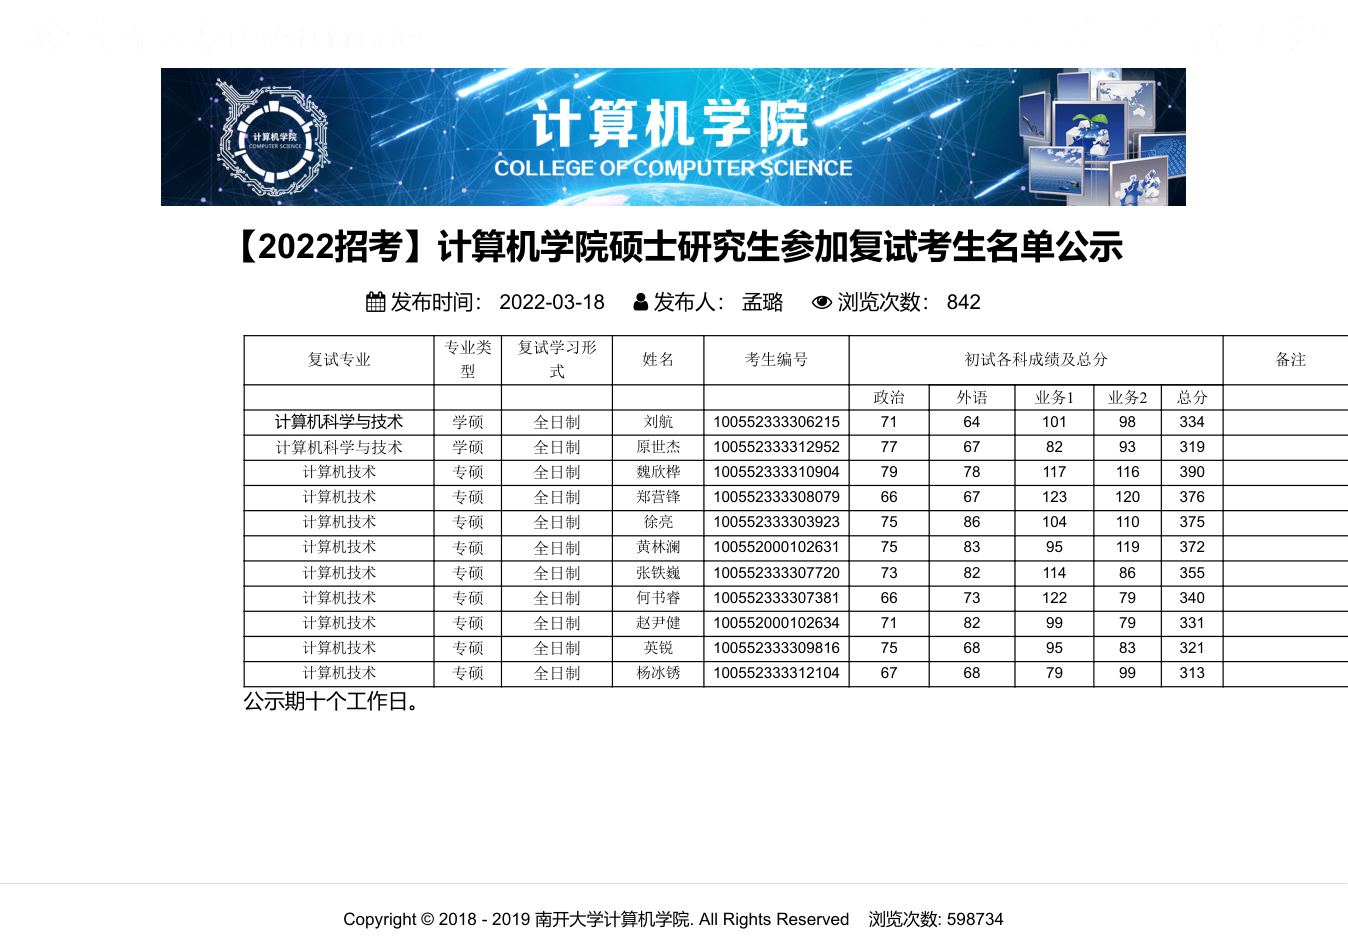 计算机学院
COMPUTER SCIENCE
计算机学院
COLLEGE OF COMPUTER SCIENCE
【2022招考】计算机学院硕士研究生参加复试考生名单公示
发布时间： 2022-03-18 发布人： 孟璐 浏览次数： 842
复试专业 专业类型 复试学习形式 姓名 考生编号 初试各科成绩及总分 备注
政治 外语 业务1 业务2 总分
计算机科学与技术 学硕 全日制 刘航 100552333306215 71 64 101 98 334
计算机科学与技术 学硕 全日制 原世杰 100552333312952 77 67 82 93 319
计算机技术 专硕 全日制 魏欣桦 100552333310904 79 78 117 116 390
计算机技术 专硕 全日制 郑营锋 100552333308079 66 67 123 120 376
计算机技术 专硕 全日制 徐亮 100552333303923 75 86 104 110 375
计算机技术 专硕 全日制 黄林澜 100552000102631 75 83 95 119 372
计算机技术 专硕 全日制 张铁巍 100552333307720 73 82 114 86 355
计算机技术 专硕 全日制 何书睿 100552333307381 66 73 122 79 340
计算机技术 专硕 全日制 赵尹健 100552000102634 71 82 99 79 331
计算机技术 专硕 全日制 英锐 100552333309816 75 68 95 83 321
计算机技术 专硕 全日制 杨冰锈 100552333312104 67 68 79 99 313
公示期十个工作日。
Copyright © 2018 - 2019 南开大学计算机学院. All Rights Reserved 浏览次数: 598734